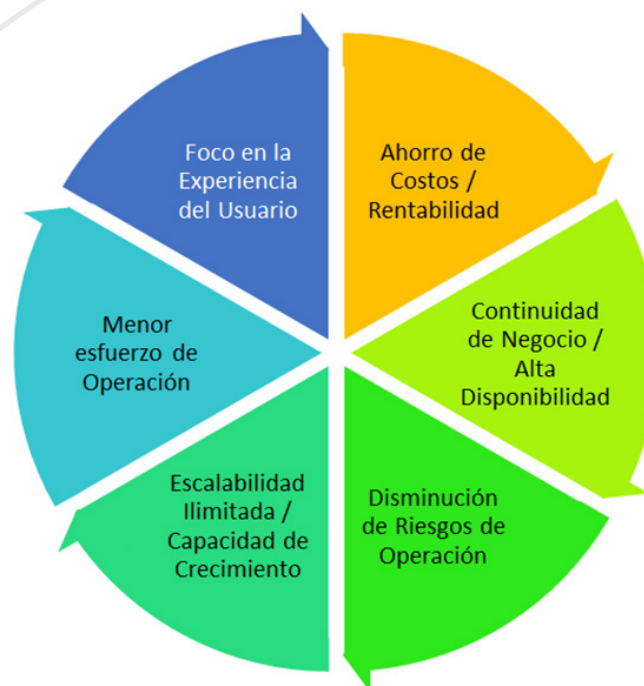 Foco en la
Experiencia
del Usuario
Ahorro de
Costos /
Rentabilidad
Continuidad
de Negocio /
Alta
Disponibilidad
Disminución
de Riesgos de
Operación
Escalabilidad
Ilimitada /
Capacidad de
Crecimiento
Menor
esfuerzo de
Operación